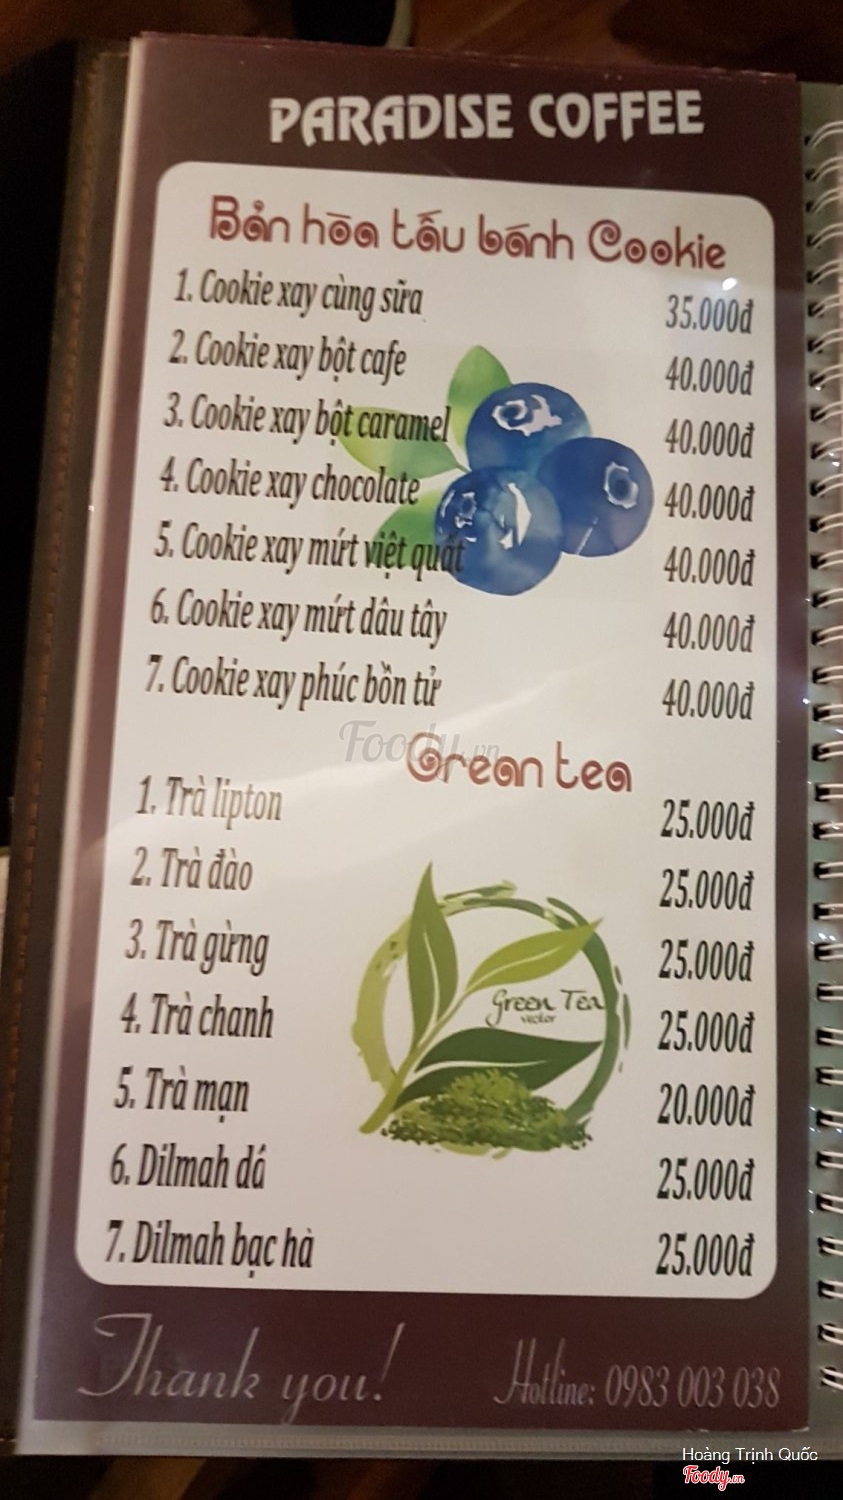 PARADISE COFFEE
Bản hòa tấu bánh Cookie
1. Cookie xay cùng sữa 35.000đ
2. Cookie xay bột cafe 40.000đ
3. Cookie xay bột caramel 40.000đ
4. Cookie xay chocolate 40.000đ
5. Cookie xay mứt việt quất 40.000đ
6. Cookie xay mứt dâu tây 40.000đ
7. Cookie xay phúc bồn tử 40.000đ
Foody.vn
Grean tea
1. Trà lipton 25.000đ
2. Trà đào 25.000đ
3. Trà gừng 25.000đ
4. Trà chanh 25.000đ
5. Trà mạn 20.000đ
6. Dilmah dá 25.000đ
7. Dilmah bạc hà 25.000đ
Green Tea
vector
Thank you!
Hotline: 0983 003 038
Hoàng Trịnh Quốc
Foody.vn